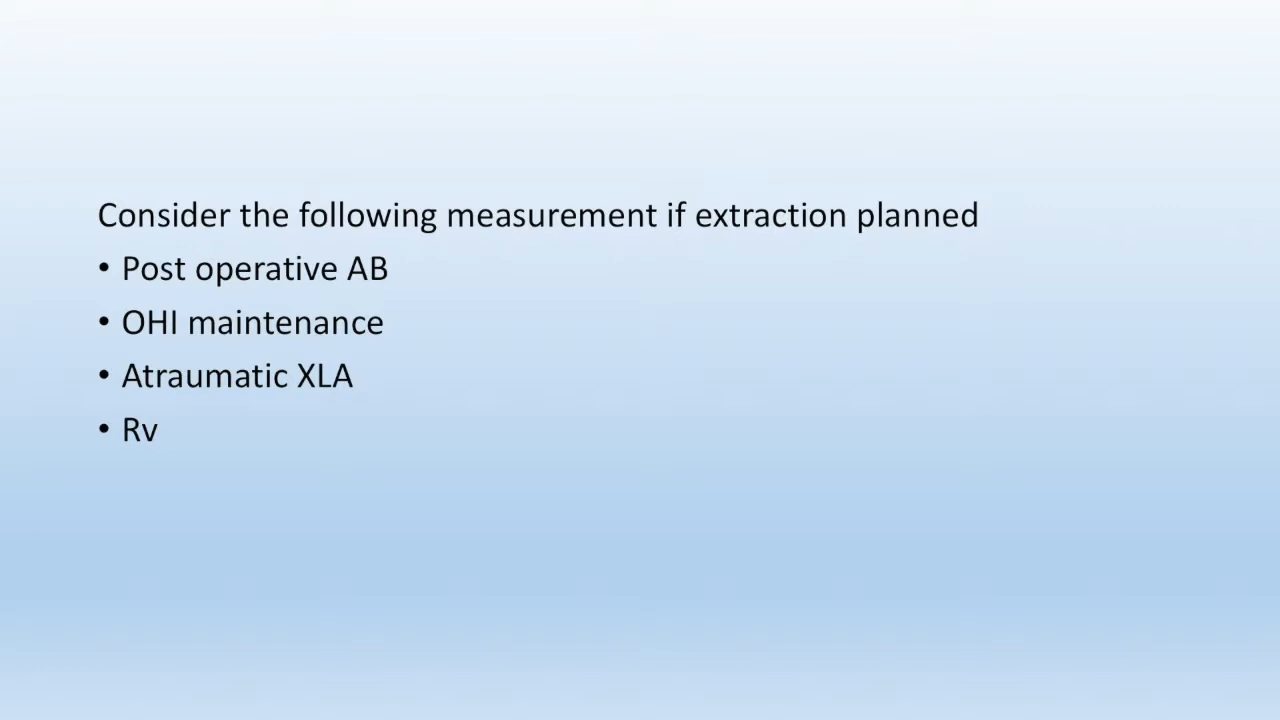 Consider the following measurement if extraction planned
• Post operative AB
• OHI maintenance
• Atraumatic XLA
• Rv